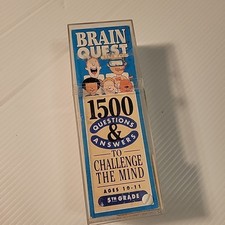 BRAIN
QUEST
1500
QUESTIONS
&
ANSWERS
TO
CHALLENGE
THE MIND
AGES 10-11
5TH GRADE